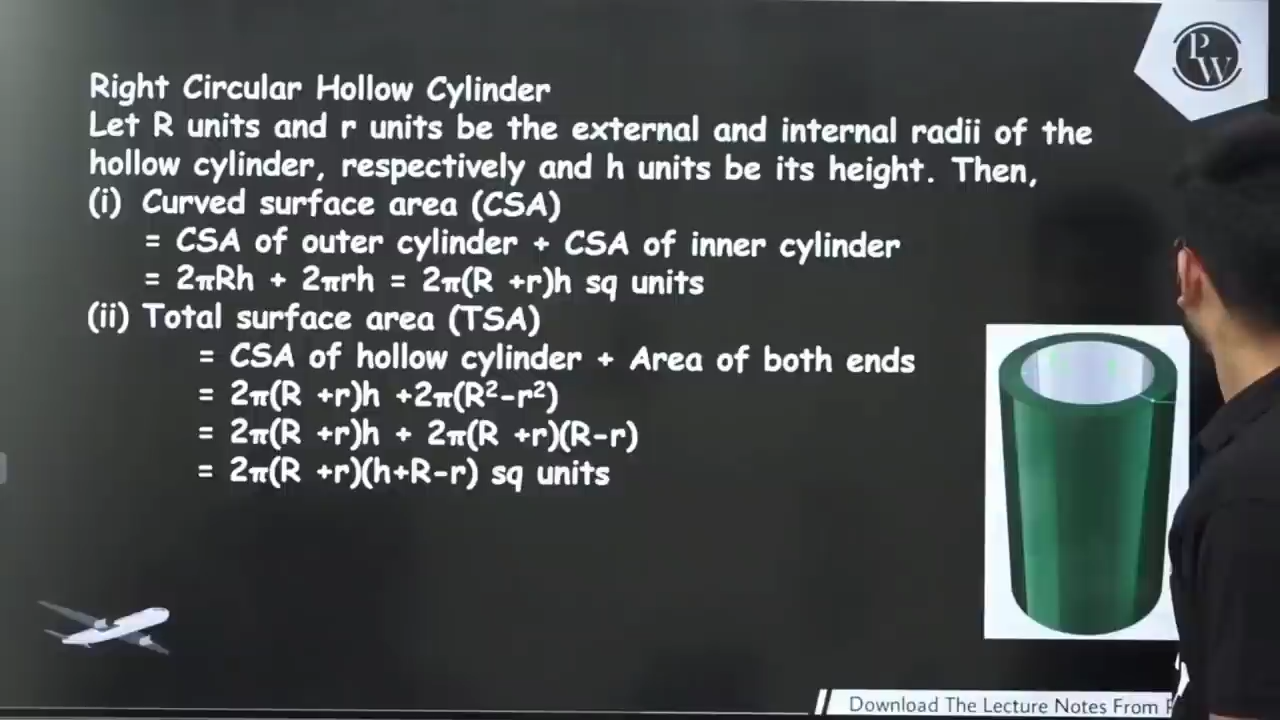 PW
Right Circular Hollow Cylinder
Let R units and r units be the external and internal radii of the
hollow cylinder, respectively and h units be its height. Then,
(i) Curved surface area (CSA)
= CSA of outer cylinder + CSA of inner cylinder
= 2πRh + 2πrh = 2π(R +r)h sq units
(ii) Total surface area (TSA)
= CSA of hollow cylinder + Area of both ends
= 2π(R +r)h +2π(R²-r²)
= 2π(R +r)h + 2π(R +r)(R-r)
= 2π(R +r)(h+R-r) sq units
Download The Lecture Notes From